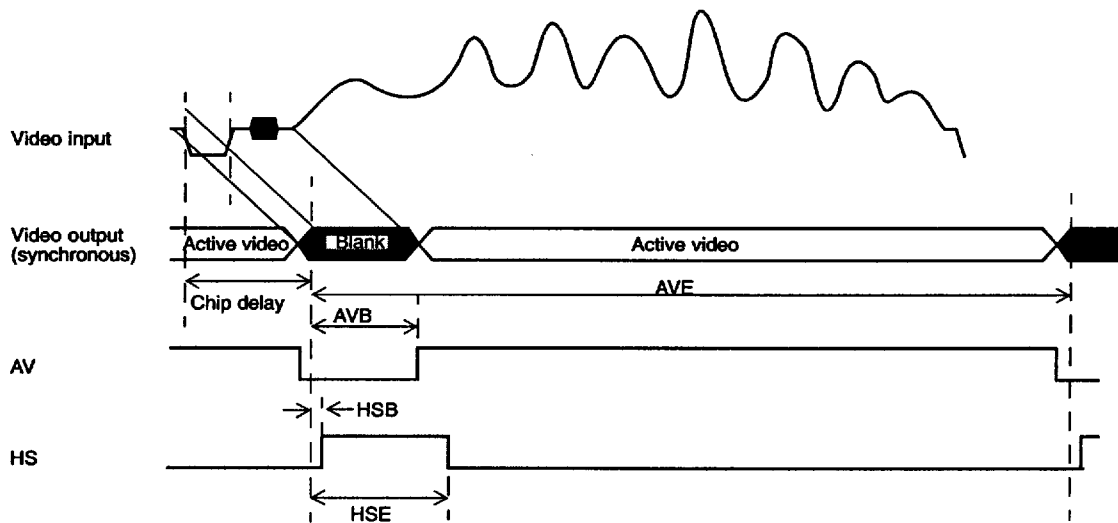 Video input
Video output
(synchronous)
Active video
Blank
Active video
Chip delay
AVE
AVB
AV
HSB
HS
HSE